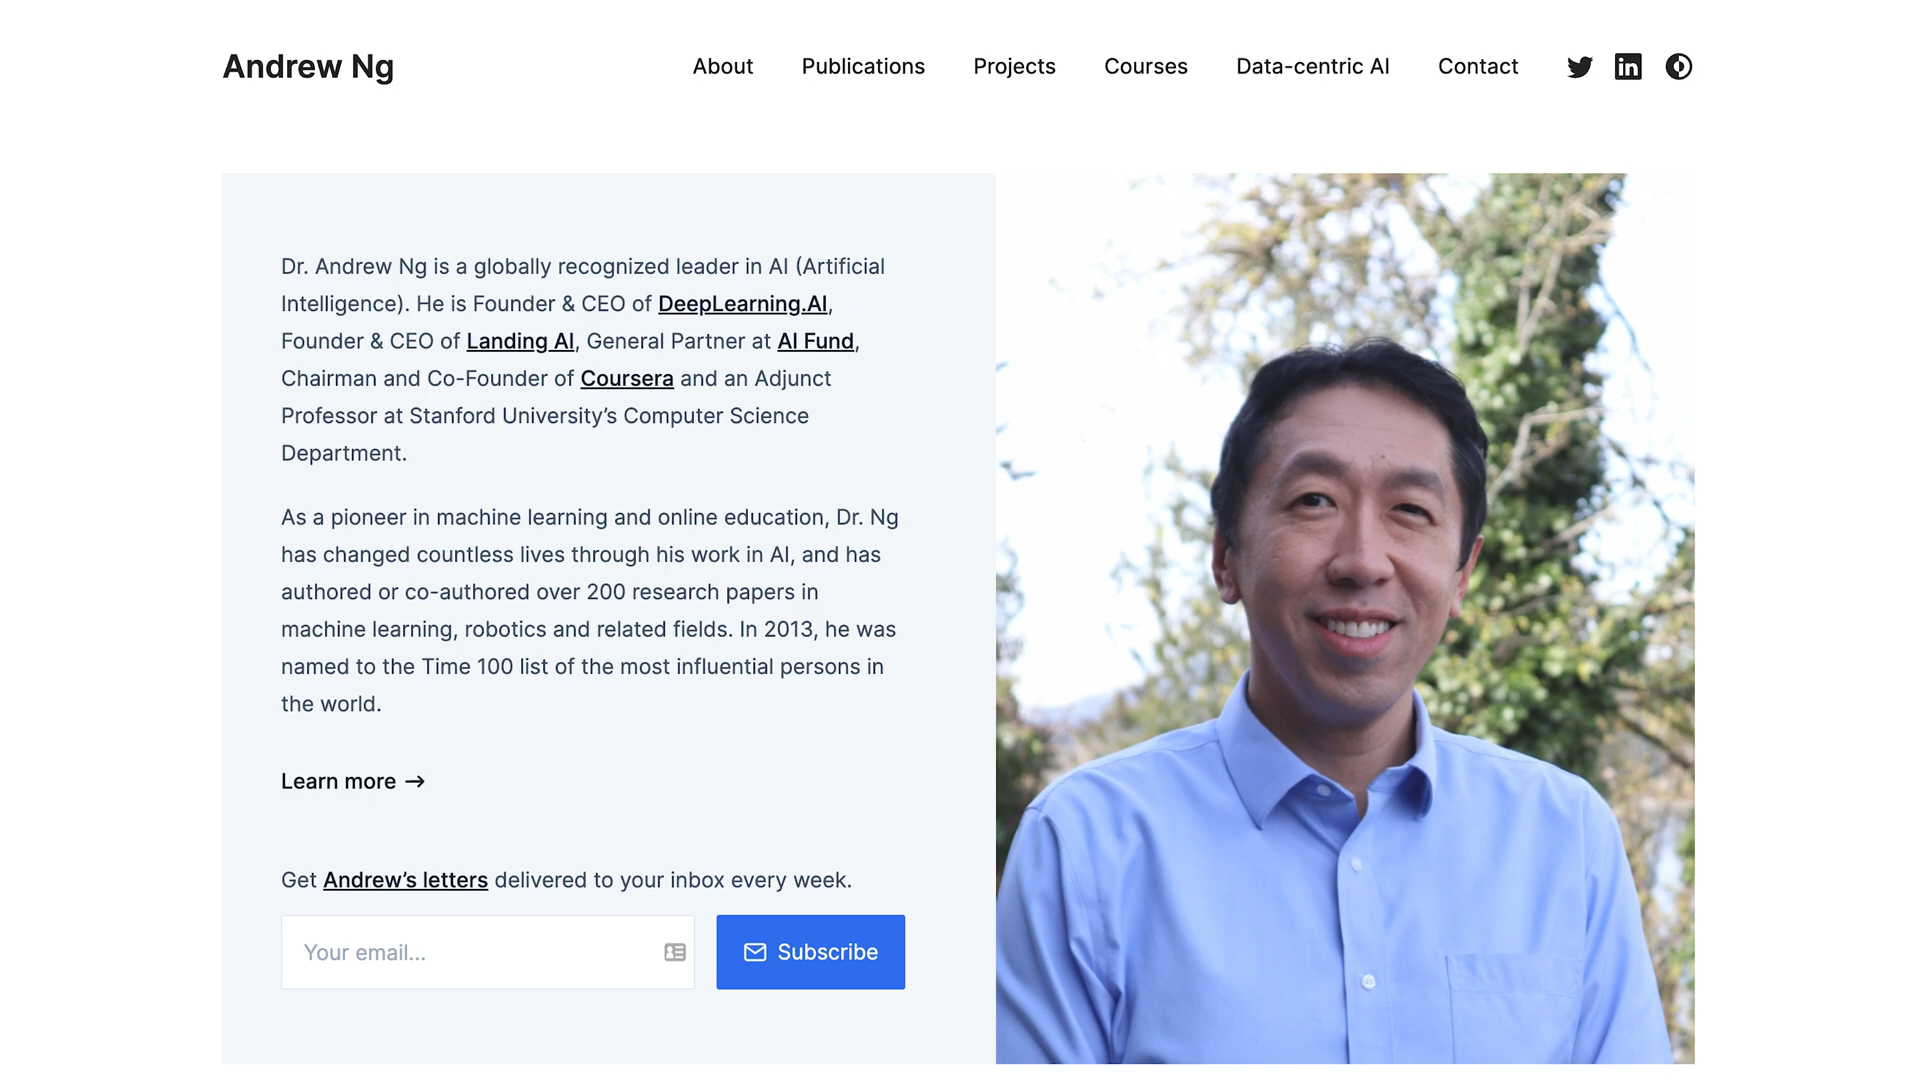 Andrew Ng
About
Publications
Projects
Courses
Data-centric AI
Contact
Dr. Andrew Ng is a globally recognized leader in AI (Artificial
Intelligence). He is Founder & CEO of DeepLearning.AI,
Founder & CEO of Landing AI, General Partner at AI Fund,
Chairman and Co-Founder of Coursera and an Adjunct
Professor at Stanford University’s Computer Science
Department.
As a pioneer in machine learning and online education, Dr. Ng
has changed countless lives through his work in AI, and has
authored or co-authored over 200 research papers in
machine learning, robotics and related fields. In 2013, he was
named to the Time 100 list of the most influential persons in
the world.
Learn more →
Get Andrew’s letters delivered to your inbox every week.
Your email...
Subscribe